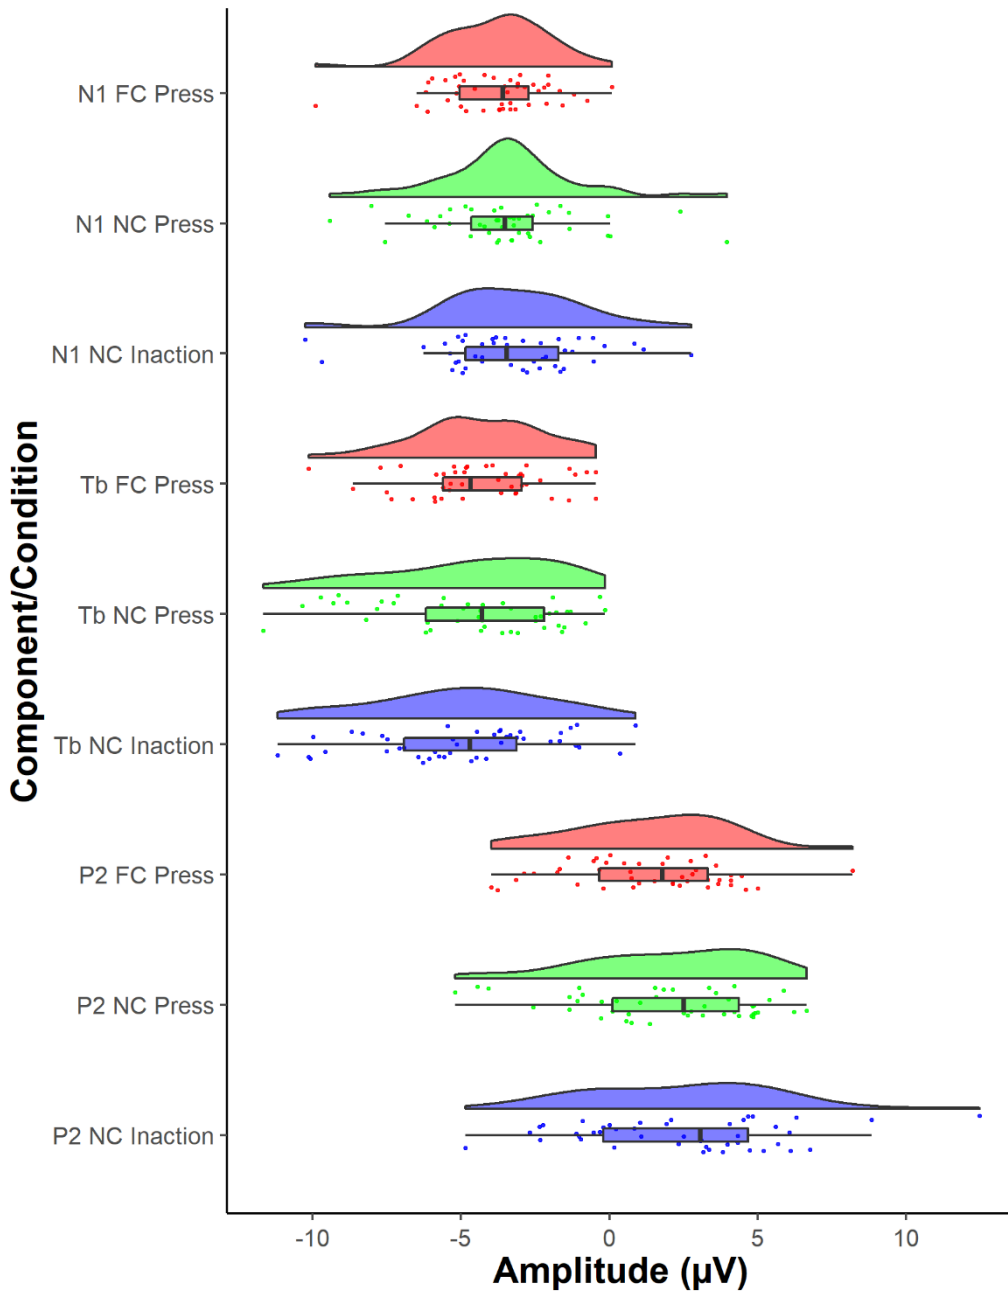 Component/Condition
N1 FC Press
N1 NC Press
N1 NC Inaction
Tb FC Press
Tb NC Press
Tb NC Inaction
P2 FC Press
P2 NC Press
P2 NC Inaction
-10 -5 0 5 10
Amplitude (µV)